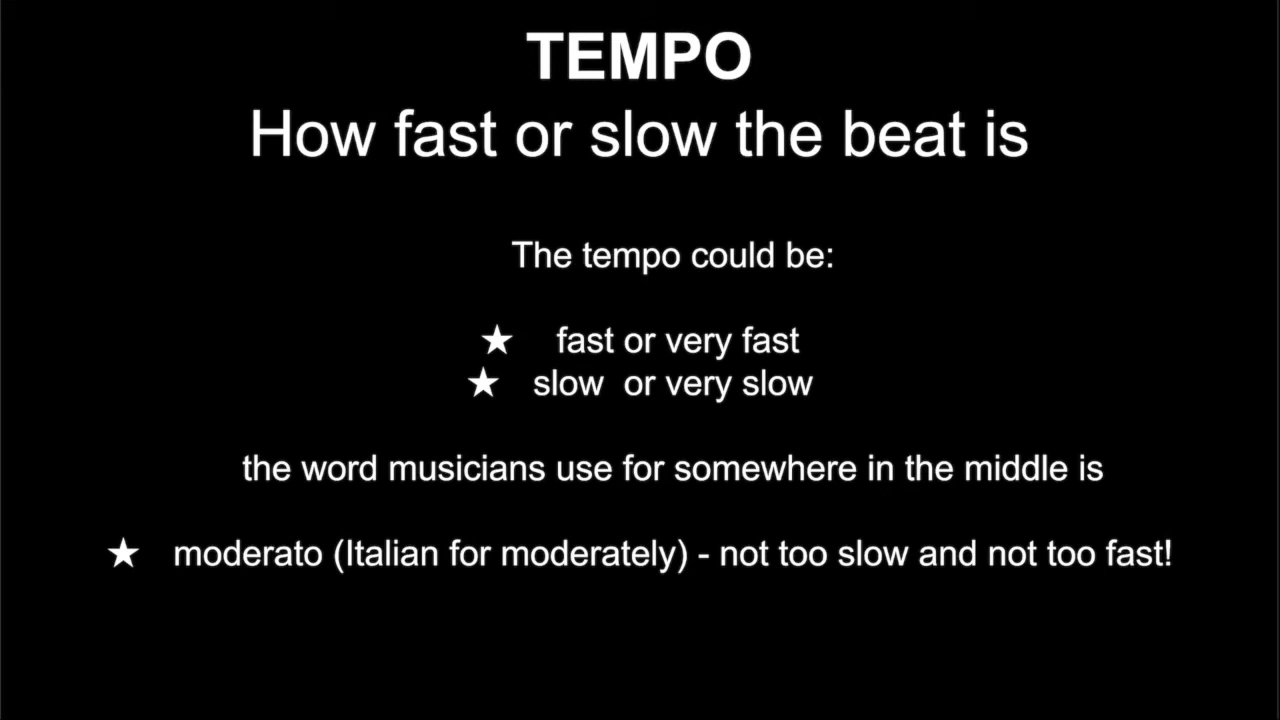 TEMPO
How fast or slow the beat is
The tempo could be:
★ fast or very fast
★ slow or very slow
the word musicians use for somewhere in the middle is
★ moderato (Italian for moderately) - not too slow and not too fast!